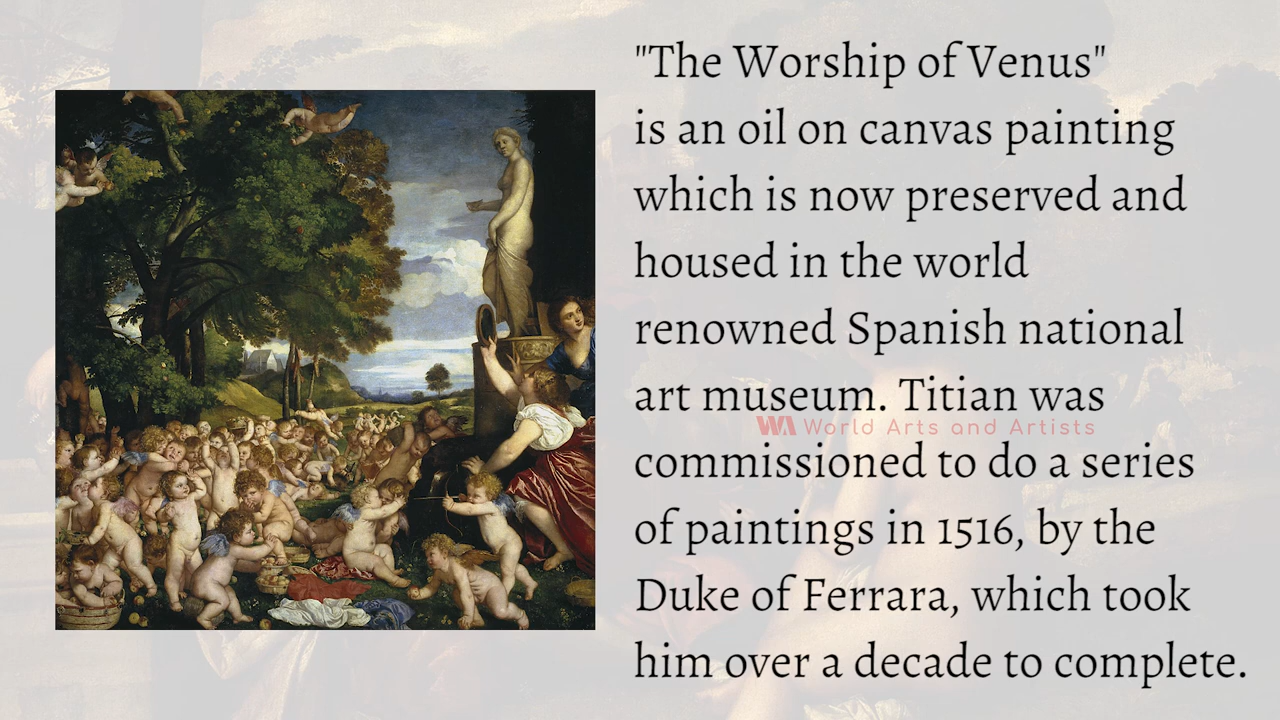 "The Worship of Venus"
is an oil on canvas painting
which is now preserved and
housed in the world
renowned Spanish national
art museum. Titian was
WA World Arts and Artists
commissioned to do a series
of paintings in 1516, by the
Duke of Ferrara, which took
him over a decade to complete.